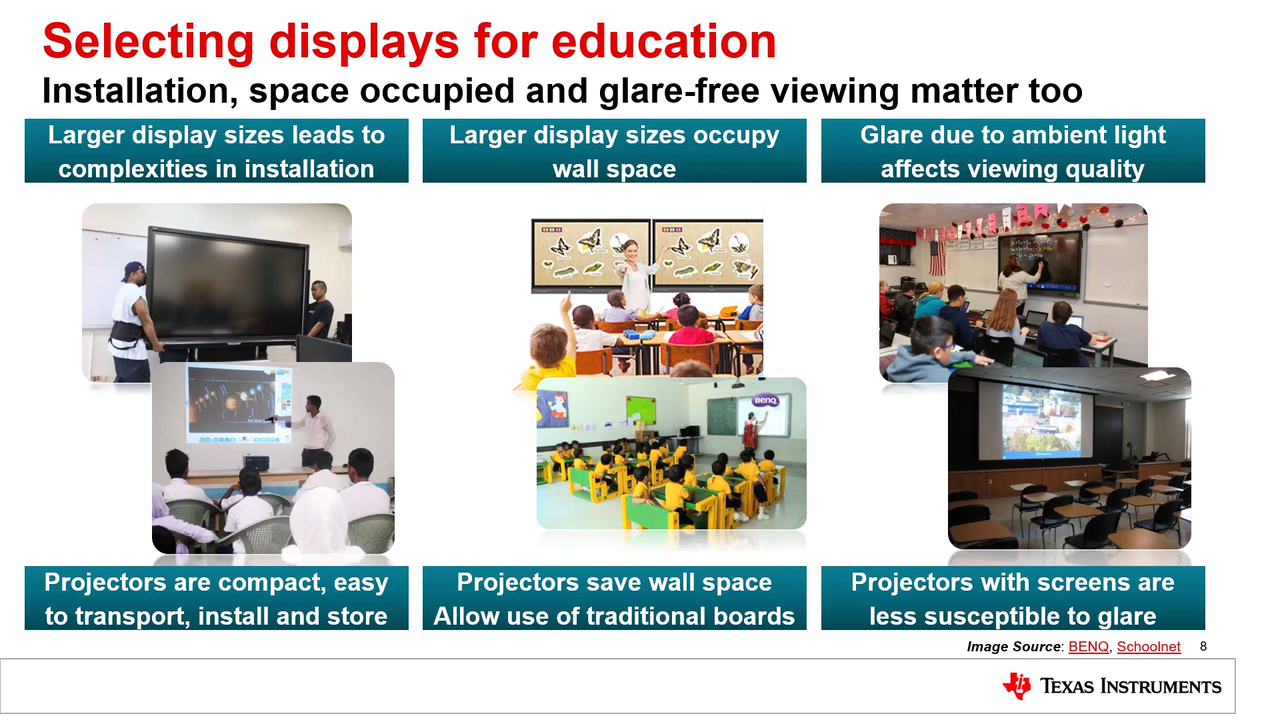 Selecting displays for education
Installation, space occupied and glare-free viewing matter too
Larger display sizes leads to
complexities in installation
Larger display sizes occupy
wall space
Glare due to ambient light
affects viewing quality
BENQ
Projectors are compact, easy
to transport, install and store
Projectors save wall space
Allow use of traditional boards
Projectors with screens are
less susceptible to glare
Image Source: BENQ, Schoolnet
8
TEXAS INSTRUMENTS